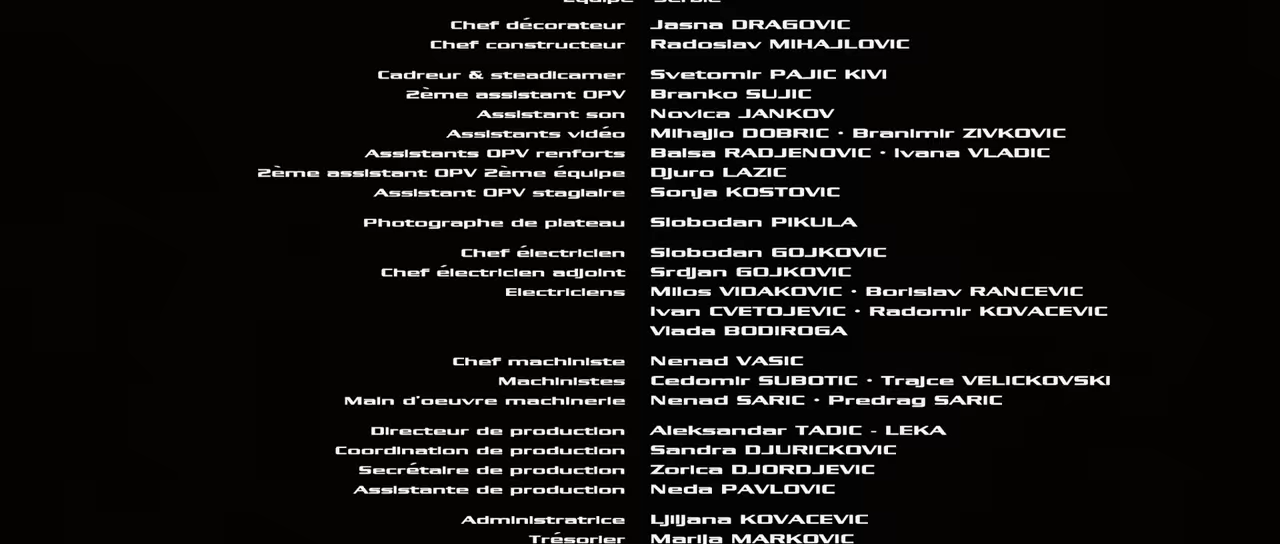 Equipe Serbie
Chef décorateur Jasna DRAGOVIC
Chef constructeur Radoslav MIHAJLOVIC
Cadreur & steadicamer Svetomir PAJIC KIVI
2ème assistant OPV Branko SUJIC
Assistant son Novica JANKOV
Assistants vidéo Mihajlo DOBRIC • Branimir ZIVKOVIC
Assistants OPV renforts Balsa RADJENOVIC • Ivana VLADIC
2ème assistant OPV 2ème équipe Djuro LAZIC
Assistant OPV stagiaire Sonja KOSTOVIC
Photographe de plateau Slobodan PIKULA
Chef électricien Slobodan GOJKOVIC
Chef électricien adjoint Srdjan GOJKOVIC
Electriciens Milos VIDAKOVIC • Borislav RANCEVIC
Ivan CVETOJEVIC • Radomir KOVACEVIC
Vlada BODIROGA
Chef machiniste Nenad VASIC
Machinistes Cedomir SUBOTIC • Trajce VELICKOVSKI
Main d'oeuvre machinerie Nenad SARIC • Predrag SARIC
Directeur de production Aleksandar TADIC - LEKA
Coordination de production Sandra DJURICKOVIC
Secrétaire de production Zorica DJORDJEVIC
Assistante de production Neda PAVLOVIC
Administratrice Ljiljana KOVACEVIC
Trésorier Marija MARKOVIC